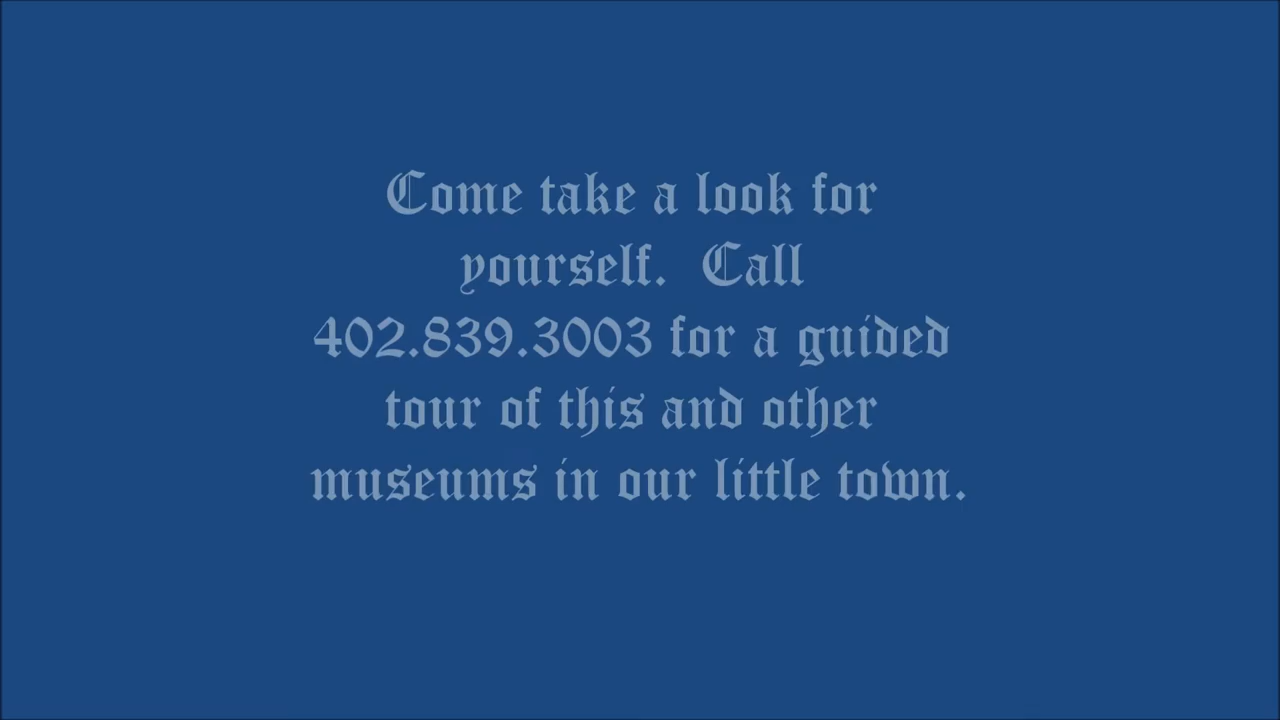 Come take a look for
yourself.  Call
402.839.3003 for a guided
tour of this and other
museums in our little town.